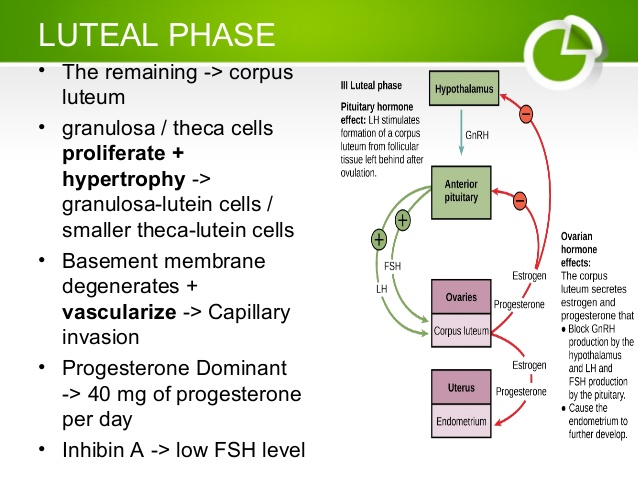 LUTEAL PHASE
• The remaining -> corpus
luteum
• granulosa / theca cells
proliferate +
hypertrophy ->
granulosa-lutein cells /
smaller theca-lutein cells
• Basement membrane
degenerates +
vascularize -> Capillary
invasion
• Progesterone Dominant
-> 40 mg of progesterone
per day
• Inhibin A -> low FSH level
III Luteal phase
Pituitary hormone
effect: LH stimulates
formation of a corpus
luteum from follicular
tissue left behind after
ovulation.
Hypothalamus
−
GnRH
Anterior
pituitary
−
+
+
FSH
LH
Estrogen
Progesterone
Ovaries
Corpus luteum
Estrogen
Progesterone
Uterus
Endometrium
Ovarian
hormone
effects:
The corpus
luteum secretes
estrogen and
progesterone that
● Block GnRH
production by the
hypothalamus
and LH and
FSH production
by the pituitary.
● Cause the
endometrium to
further develop.